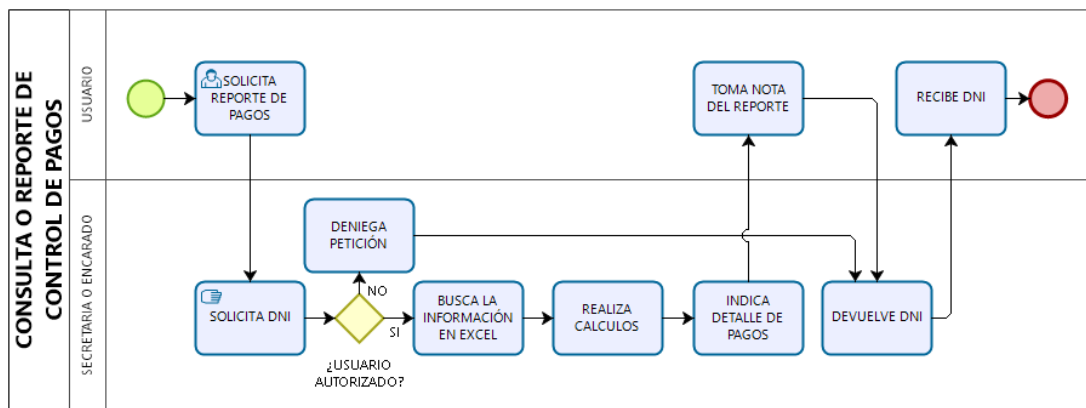 CONSULTA O REPORTE DE
CONTROL DE PAGOS
USUARIO
SOLICITA
REPORTE DE
PAGOS
TOMA NOTA
DEL REPORTE
RECIBE DNI
SECRETARIA O ENCARADO
DENIEGA
PETICIÓN
NO
SOLICITA DNI
SI
¿USUARIO
AUTORIZADO?
BUSCA LA
INFORMACIÓN
EN EXCEL
REALIZA
CALCULOS
INDICA
DETALLE DE
PAGOS
DEVUELVE DNI